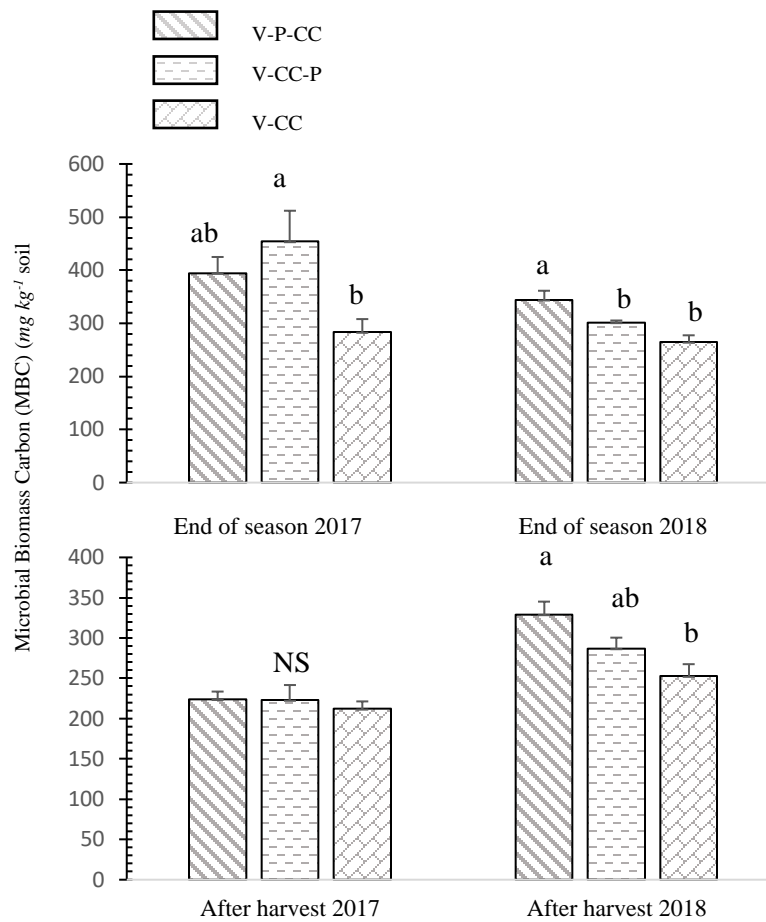 V-P-CC
V-CC-P
V-CC
Microbial Biomass Carbon (MBC) (mg kg-1 soil
600
500
400
300
200
100
0
ab
a
b
a
b
b
End of season 2017
End of season 2018
400
350
300
250
200
150
100
50
0
NS
a
ab
b
After harvest 2017
After harvest 2018